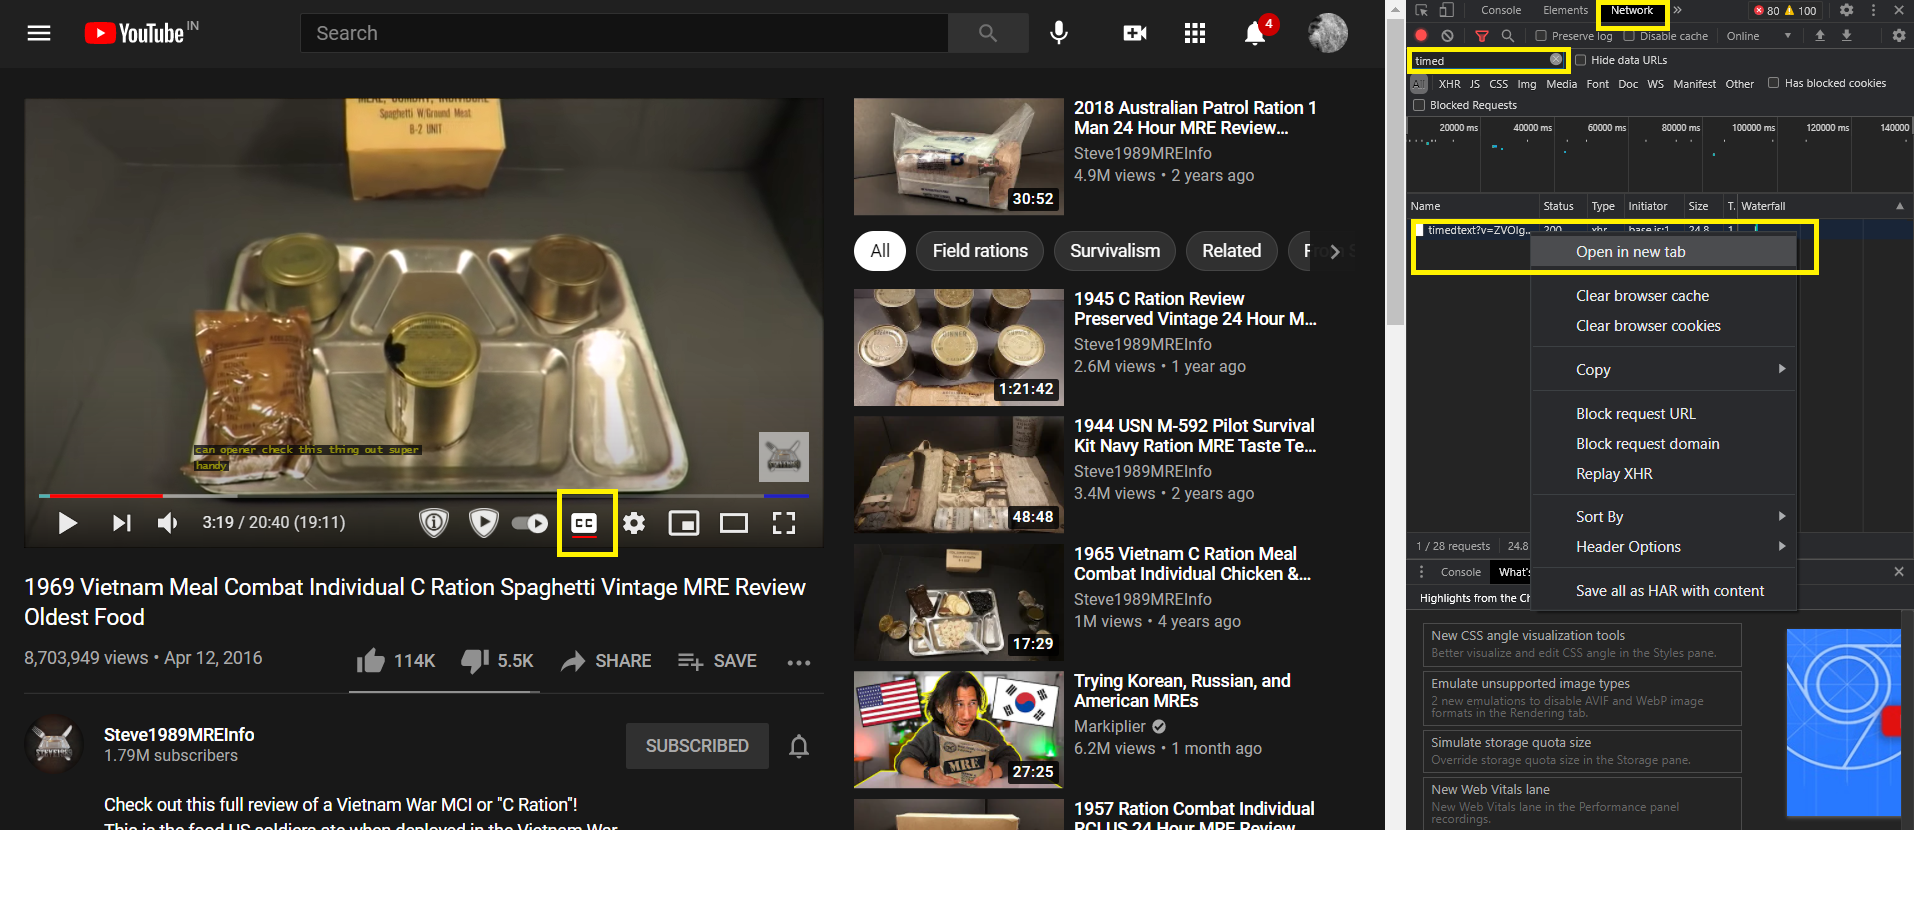 YouTube IN
Search
4
MEAL, COMBAT, INDIVIDUAL
Spaghetti W/Ground Meat
B-2 UNIT
can opener check this thing out super
handy
3:19 / 20:40 (19:11)
CC
1969 Vietnam Meal Combat Individual C Ration Spaghetti Vintage MRE Review
Oldest Food
8,703,949 views • Apr 12, 2016
114K
5.5K
SHARE
SAVE
Steve1989MREInfo
1.79M subscribers
SUBSCRIBED
Check out this full review of a Vietnam War MCI or "C Ration"!
This is the food US soldiers ate when deployed in the Vietnam War
30:52
2018 Australian Patrol Ration 1
Man 24 Hour MRE Review...
Steve1989MREInfo
4.9M views • 2 years ago
All
Field rations
Survivalism
Related
1:21:42
1945 C Ration Review
Preserved Vintage 24 Hour M...
Steve1989MREInfo
2.6M views • 1 year ago
48:48
1944 USN M-592 Pilot Survival
Kit Navy Ration MRE Taste Te...
Steve1989MREInfo
3.4M views • 2 years ago
17:29
1965 Vietnam C Ration Meal
Combat Individual Chicken &...
Steve1989MREInfo
1M views • 4 years ago
MRE
27:25
Trying Korean, Russian, and
American MREs
Markiplier
6.2M views • 1 month ago
1957 Ration Combat Individual
RCI US 24 Hour MRE Review
Console Elements Network » 80 100
Preserve log Disable cache Online
timed
Hide data URLs
All XHR JS CSS Img Media Font Doc WS Manifest Other Has blocked cookies
Blocked Requests
20000 ms 40000 ms 60000 ms 80000 ms 100000 ms 120000 ms 140000
Name Status Type Initiator Size T. Waterfall
timedtext?v=ZVOIg... 200 xhr base.js:1 24.8 1
Open in new tab
Clear browser cache
Clear browser cookies
Copy
Block request URL
Block request domain
Replay XHR
Sort By
Header Options
Save all as HAR with content
1 / 28 requests 24.8
Console What's
Highlights from the Ch
New CSS angle visualization tools
Better visualize and edit CSS angle in the Styles pane.
Emulate unsupported image types
2 new emulations to disable AVIF and WebP image
formats in the Rendering tab.
Simulate storage quota size
Override storage quota size in the Storage pane.
New Web Vitals lane
New Web Vitals lane in the Performance panel
recordings.